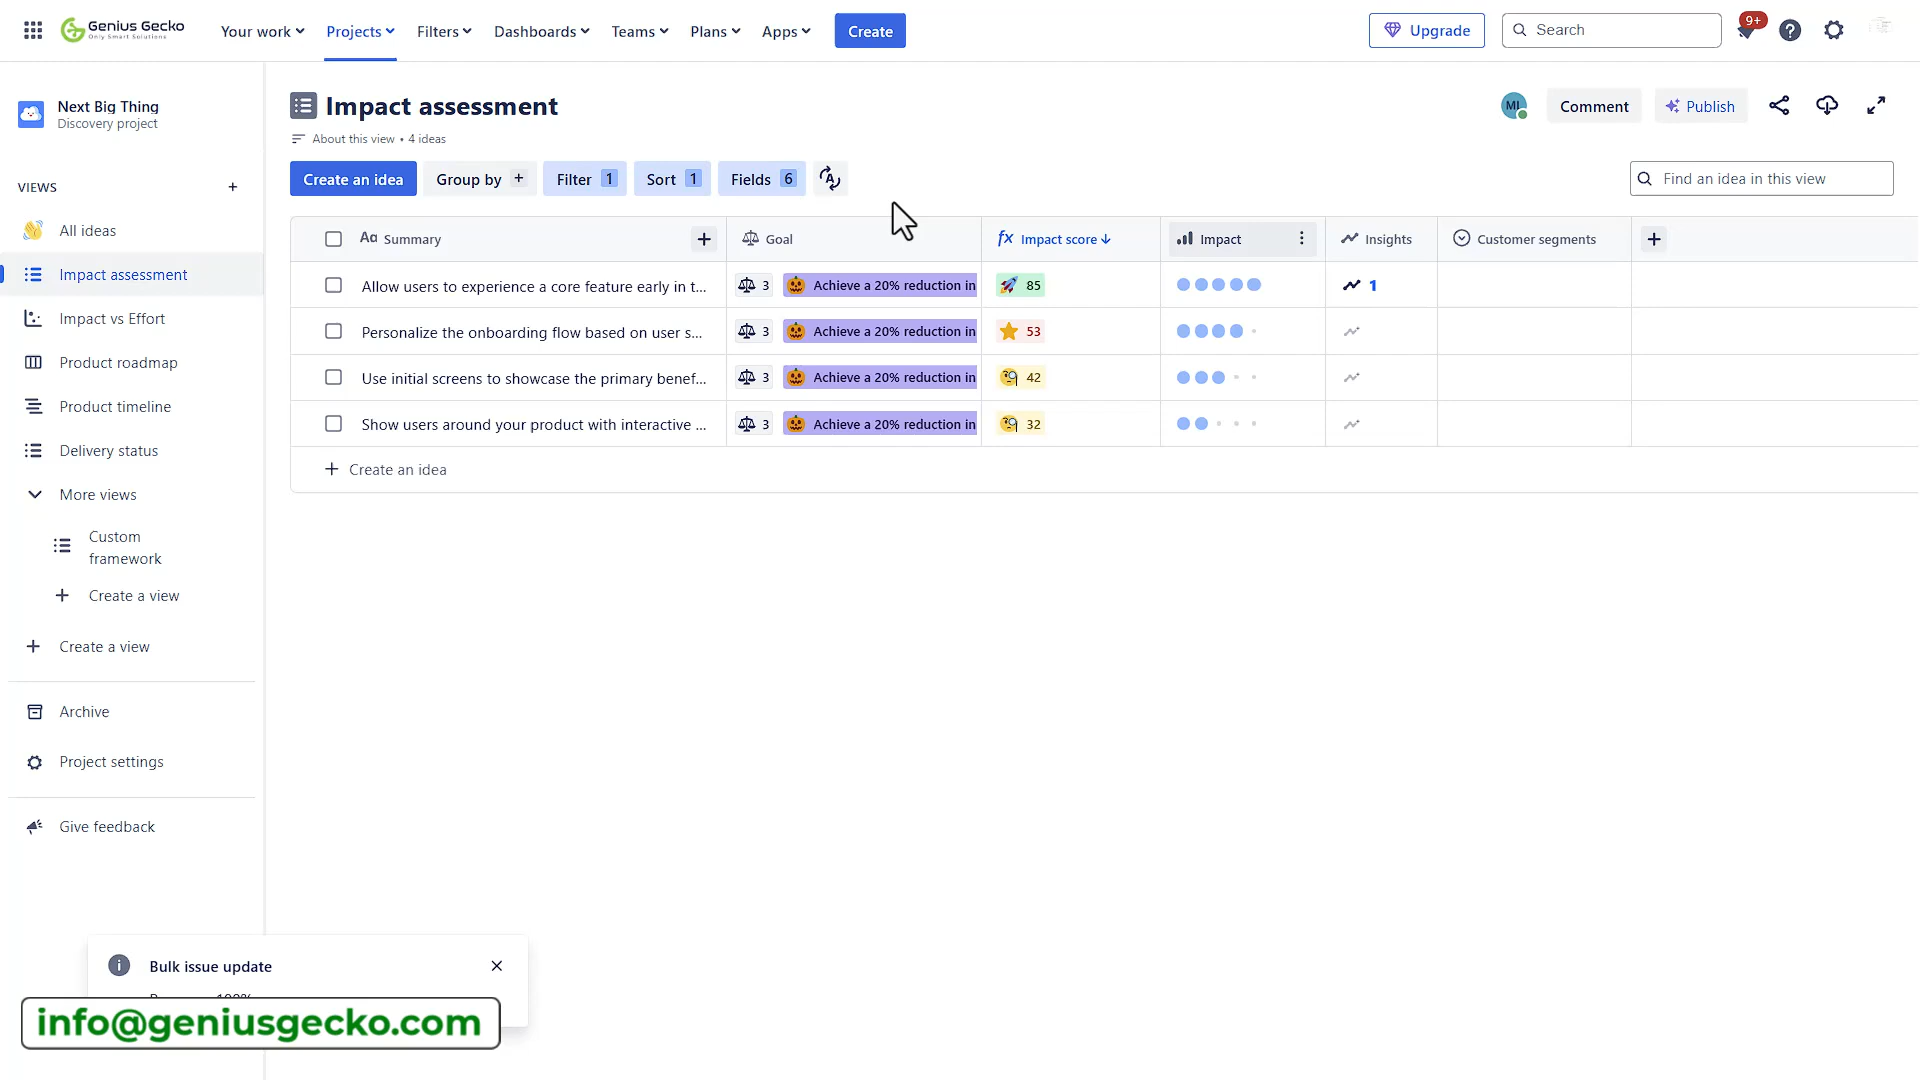 Genius Gecko
Only Smart Solutions
Your work
Projects
Filters
Dashboards
Teams
Plans
Apps
Create
Upgrade
Search
9+
Next Big Thing
Discovery project
VIEWS
All ideas
Impact assessment
Impact vs Effort
Product roadmap
Product timeline
Delivery status
More views
Custom
framework
Create a view
Create a view
Archive
Project settings
Give feedback
Impact assessment
About this view • 4 ideas
MI
Comment
Publish
Create an idea
Group by
Filter 1
Sort 1
Fields 6
Find an idea in this view
Aa Summary
Goal
fx Impact score
Impact
Insights
Customer segments
Allow users to experience a core feature early in t...
3
Achieve a 20% reduction in
85
1
Personalize the onboarding flow based on user s...
3
Achieve a 20% reduction in
53
Use initial screens to showcase the primary benef...
3
Achieve a 20% reduction in
42
Show users around your product with interactive ...
3
Achieve a 20% reduction in
32
Create an idea
Bulk issue update
info@geniusgecko.com